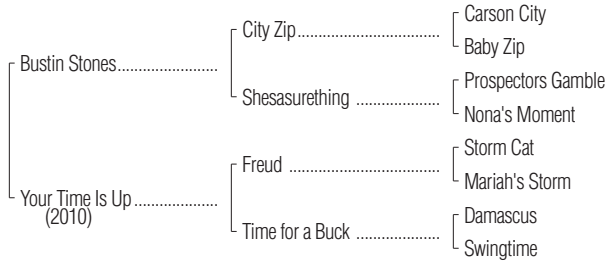 Carson City
City Zip
Baby Zip
Bustin Stones
Prospectors Gamble
Shesasurething
Nona's Moment
Storm Cat
Freud
Mariah's Storm
Your Time Is Up
(2010)
Damascus
Time for a Buck
Swingtime